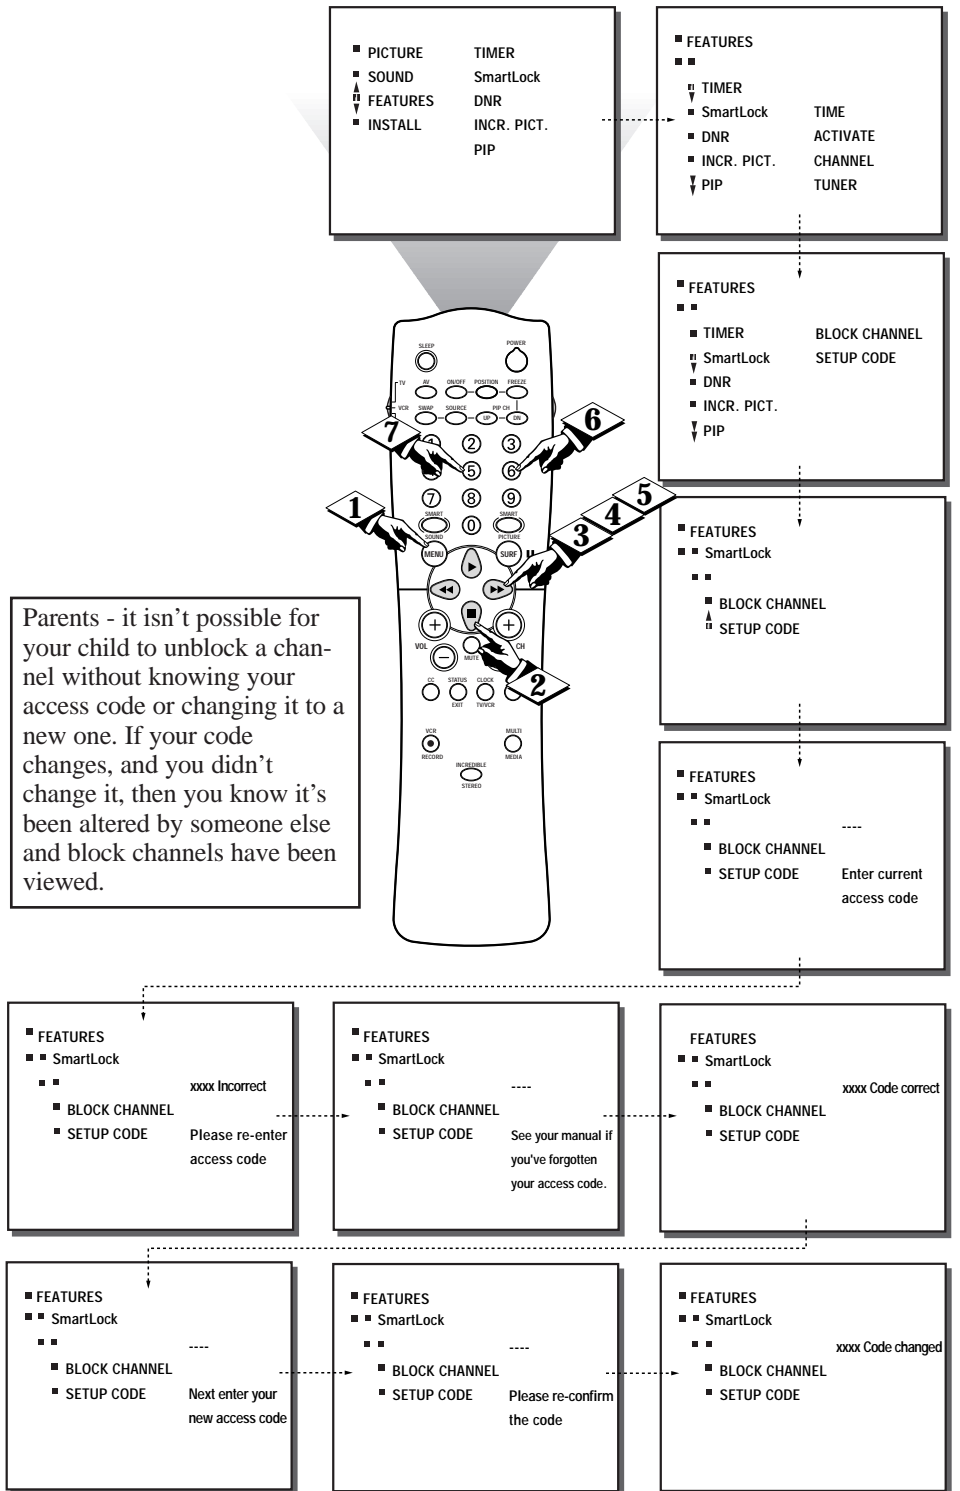 PICTURE TIMER
SOUND SmartLock
FEATURES DNR
INSTALL INCR. PICT.
PIP
FEATURES
TIMER
SmartLock TIME
DNR ACTIVATE
INCR. PICT. CHANNEL
PIP TUNER
FEATURES
TIMER BLOCK CHANNEL
SmartLock SETUP CODE
DNR
INCR. PICT.
PIP
SLEEP POWER
TV AV ON/OFF POSITION FREEZE
VCR SWAP SOURCE PIP CH
UP DN
7 6
2 3
5 6
7 8 9
5
4
3
1
SMART 0 SMART
SOUND PICTURE
MENU SURF
VOL MUTE CH
2
CC STATUS CLOCK
EXIT TV/VCR
VCR MULTI
RECORD MEDIA
INCREDIBLE
STEREO
FEATURES
SmartLock
BLOCK CHANNEL
SETUP CODE
Parents - it isn't possible for
your child to unblock a chan-
nel without knowing your
access code or changing it to a
new one. If your code
changes, and you didn't
change it, then you know it's
been altered by someone else
and block channels have been
viewed.
FEATURES
SmartLock
----
BLOCK CHANNEL
SETUP CODE Enter current
access code
FEATURES
SmartLock
xxxx Incorrect
BLOCK CHANNEL
SETUP CODE Please re-enter
access code
FEATURES
SmartLock
----
BLOCK CHANNEL
SETUP CODE See your manual if
you've forgotten
your access code.
FEATURES
SmartLock
xxxx Code correct
BLOCK CHANNEL
SETUP CODE
FEATURES
SmartLock
----
BLOCK CHANNEL
SETUP CODE Next enter your
new access code
FEATURES
SmartLock
----
BLOCK CHANNEL
SETUP CODE Please re-confirm
the code
FEATURES
SmartLock
xxxx Code changed
BLOCK CHANNEL
SETUP CODE